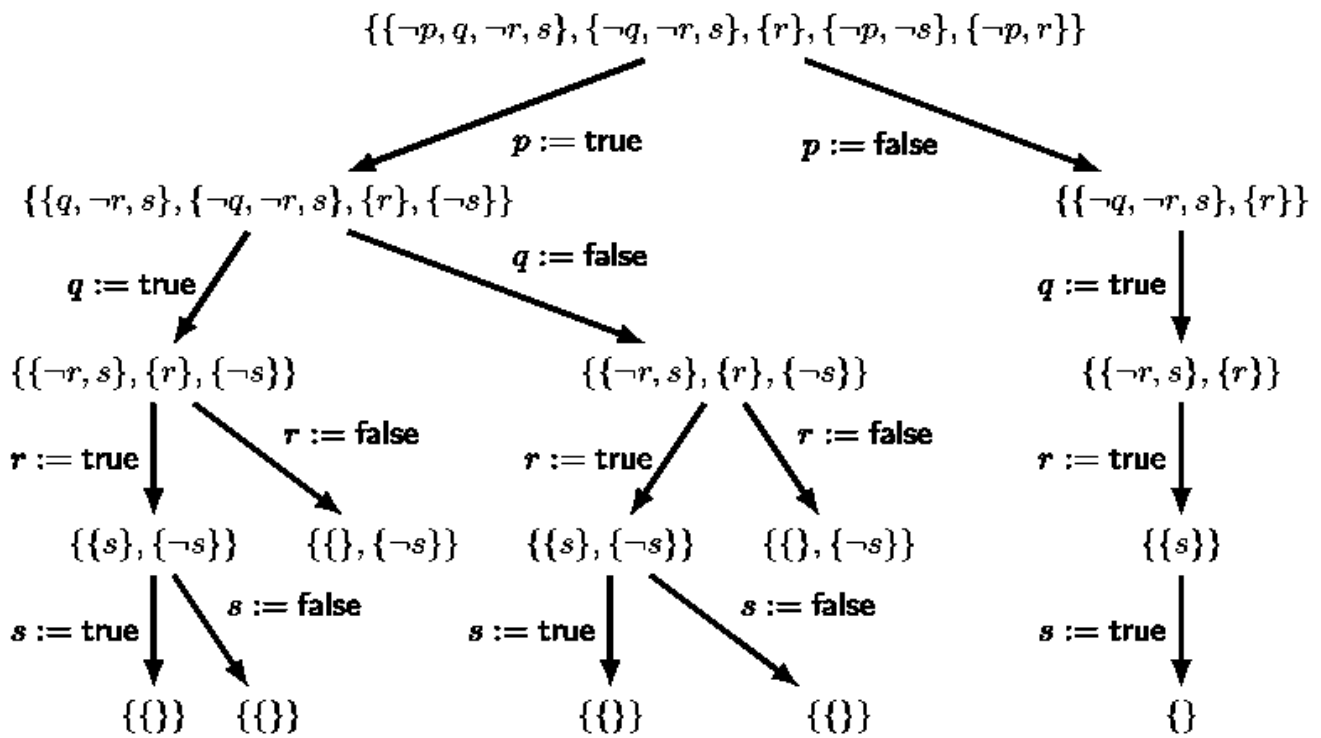 {{¬p, q, ¬r, s}, {¬q, ¬r, s}, {r}, {¬p, ¬s}, {¬p, r}}
p := true p := false
{{q, ¬r, s}, {¬q, ¬r, s}, {r}, {¬s}} {{¬q, ¬r, s}, {r}}
q := true q := false q := true
{{¬r, s}, {r}, {¬s}} {{¬r, s}, {r}, {¬s}} {{¬r, s}, {r}}
r := true r := false r := true r := false r := true
{{s}, {¬s}} {{}, {¬s}} {{s}, {¬s}} {{}, {¬s}} {{s}}
s := true s := false s := true s := false s := true
{{}} {{}} {{}} {{}} {}